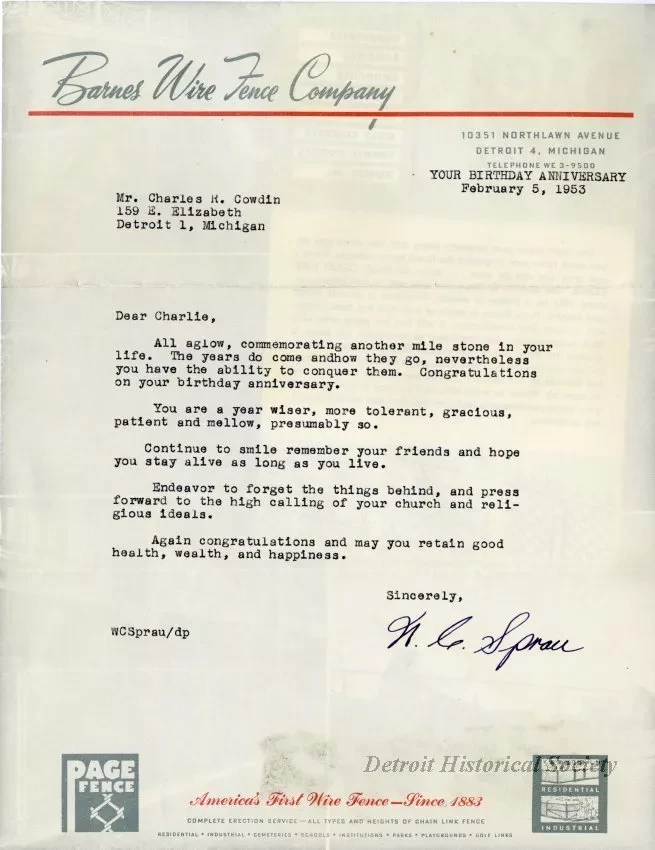 Barnes Wire Fence Company
10351 NORTHLAWN AVENUE
DETROIT 4, MICHIGAN
TELEPHONE WE 3-9500
YOUR BIRTHDAY ANNIVERSARY
February 5, 1953
Mr. Charles R. Cowdin
159 E. Elizabeth
Detroit 1, Michigan
Dear Charlie,
All aglow, commemorating another mile stone in your
life. The years do come andhow they go, nevertheless
you have the ability to conquer them. Congratulations
on your birthday anniversary.
You are a year wiser, more tolerant, gracious,
patient and mellow, presumably so.
Continue to smile remember your friends and hope
you stay alive as long as you live.
Endeavor to forget the things behind, and press
forward to the high calling of your church and reli-
gious ideals.
Again congratulations and may you retain good
health, wealth, and happiness.
Sincerely,
WCSprau/dp
W. C. Sprau
PAGE
FENCE
Detroit Historical Society
America's First Wire Fence—Since 1883
COMPLETE ERECTION SERVICE—ALL TYPES AND HEIGHTS OF CHAIN LINK FENCE
RESIDENTIAL • INDUSTRIAL • CEMETERIES • SCHOOLS • INSTITUTIONS • PARKS • PLAYGROUNDS • GOLF LINKS
RESIDENTIAL
INDUSTRIAL